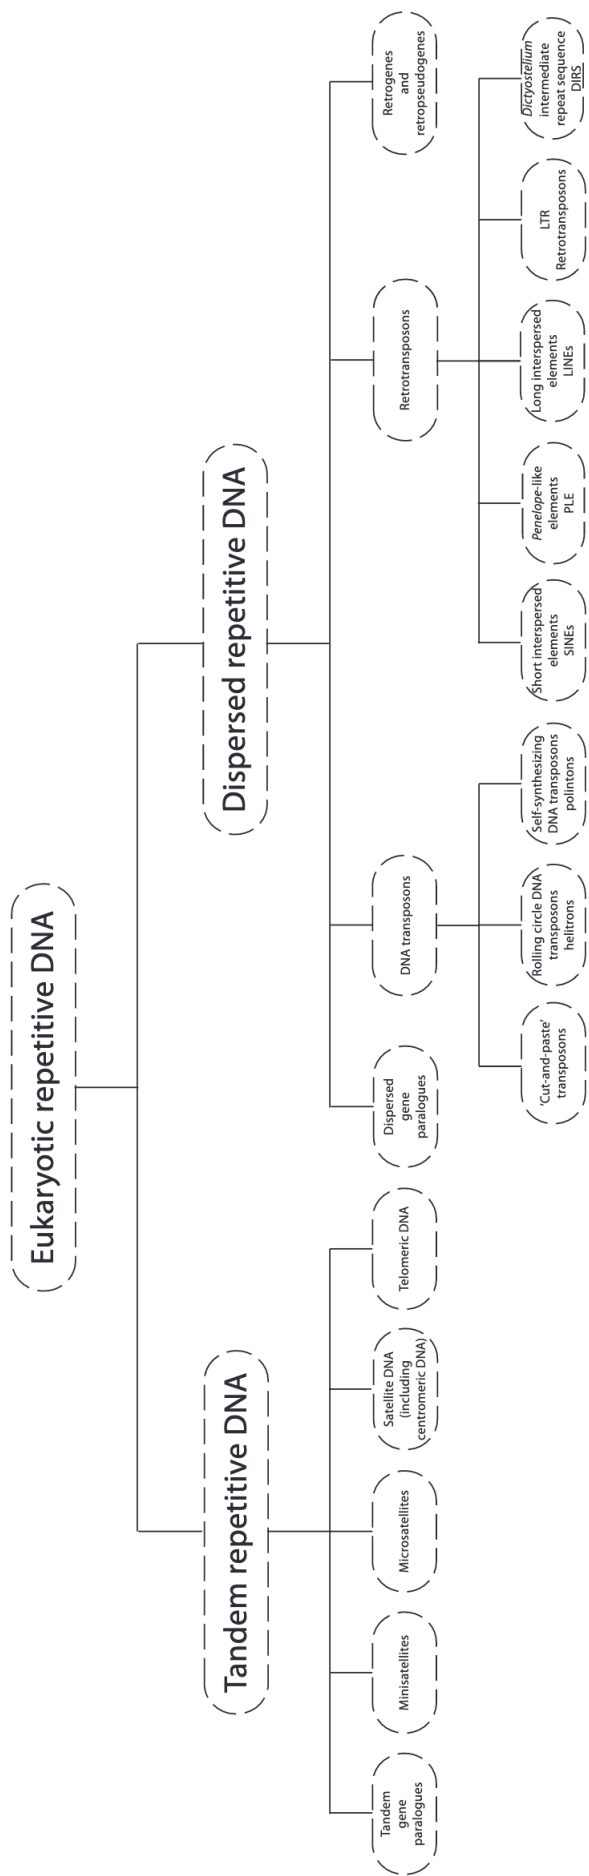 Eukaryotic repetitive DNA
Tandem repetitive DNA
Dispersed repetitive DNA
Tandem
gene
paralogues
Minisatellites
Microsatellites
Satellite DNA
(including
centromeric DNA)
Telomeric DNA
Dispersed
gene
paralogues
DNA transposons
Retrotransposons
Retrogenes
and
retropseudogenes
'Cut-and-paste'
transposons
Rolling circle DNA
transposons
helitrons
Self-synthesizing
DNA transposons
polintons
Short interspersed
elements
SINEs
Penelope-like
elements
PLE
Long interspersed
elements
LINEs
LTR
Retrotransposons
Dictyostelium
intermediate
repeat sequence
DIRS